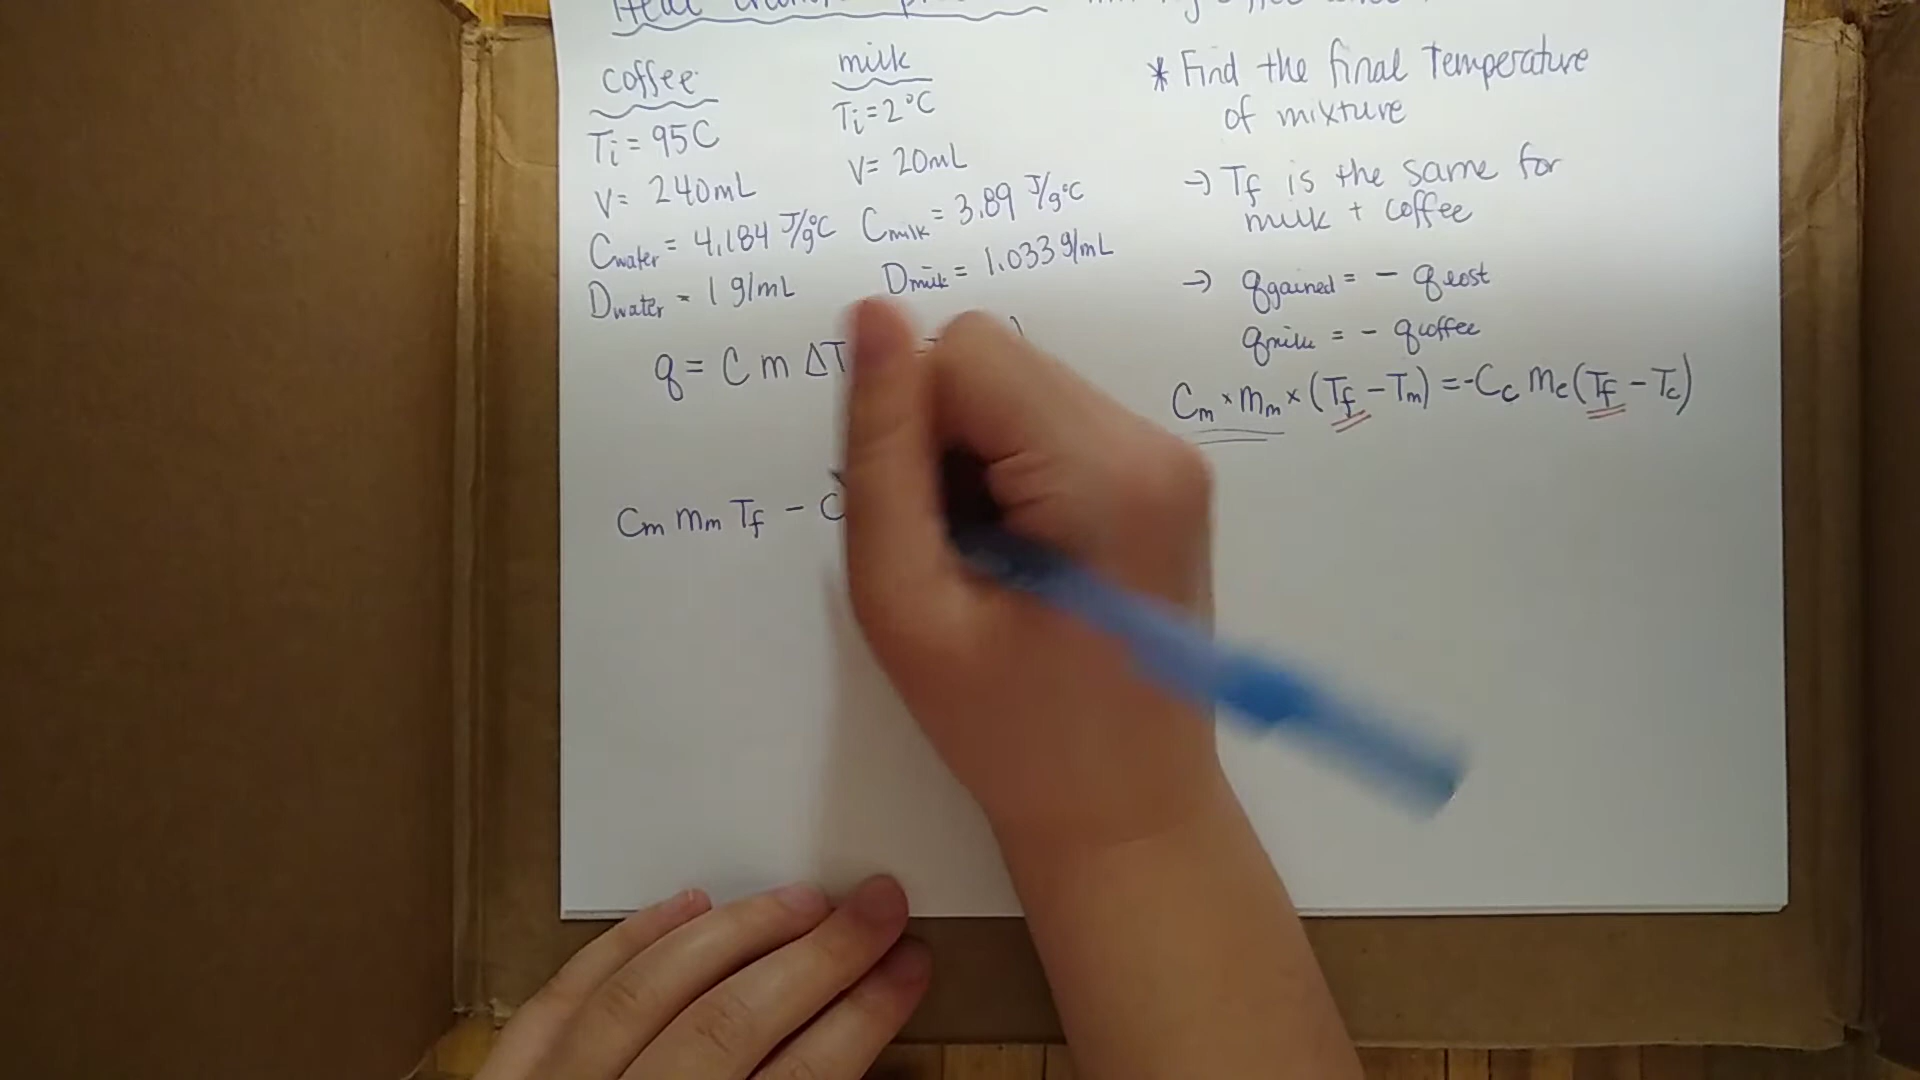 coffee
Ti = 95C
V = 240mL
Cwater = 4.184 J/g°C
Dwater = 1 g/mL
milk
Ti = 2°C
V = 20mL
Cmilk = 3.89 J/g°C
Dmilk = 1.033 g/mL
q = C m ΔT
Cm mm Tf - C
* Find the final Temperature
of mixture
→ Tf is the same for
milk + coffee
→ qgained = - qlost
qmilk = - qcoffee
Cm × mm × (Tf - Tm) = -Cc mc (Tf - Tc)